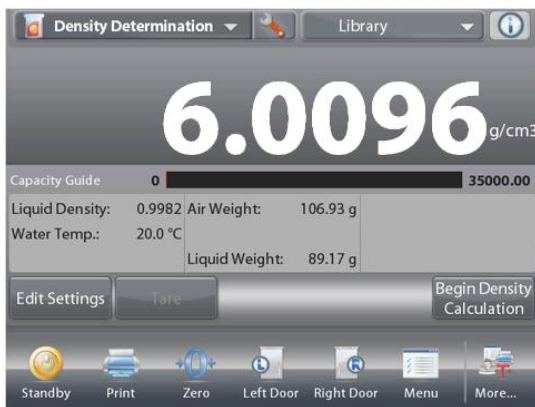 Density Determination Library
6.0096 g/cm3
Capacity Guide 0 35000.00
Liquid Density: 0.9982 Air Weight: 106.93 g
Water Temp.: 20.0 °C
Liquid Weight: 89.17 g
Edit Settings Tare Begin Density
Calculation
L R
Standby Print Zero Left Door Right Door Menu More...